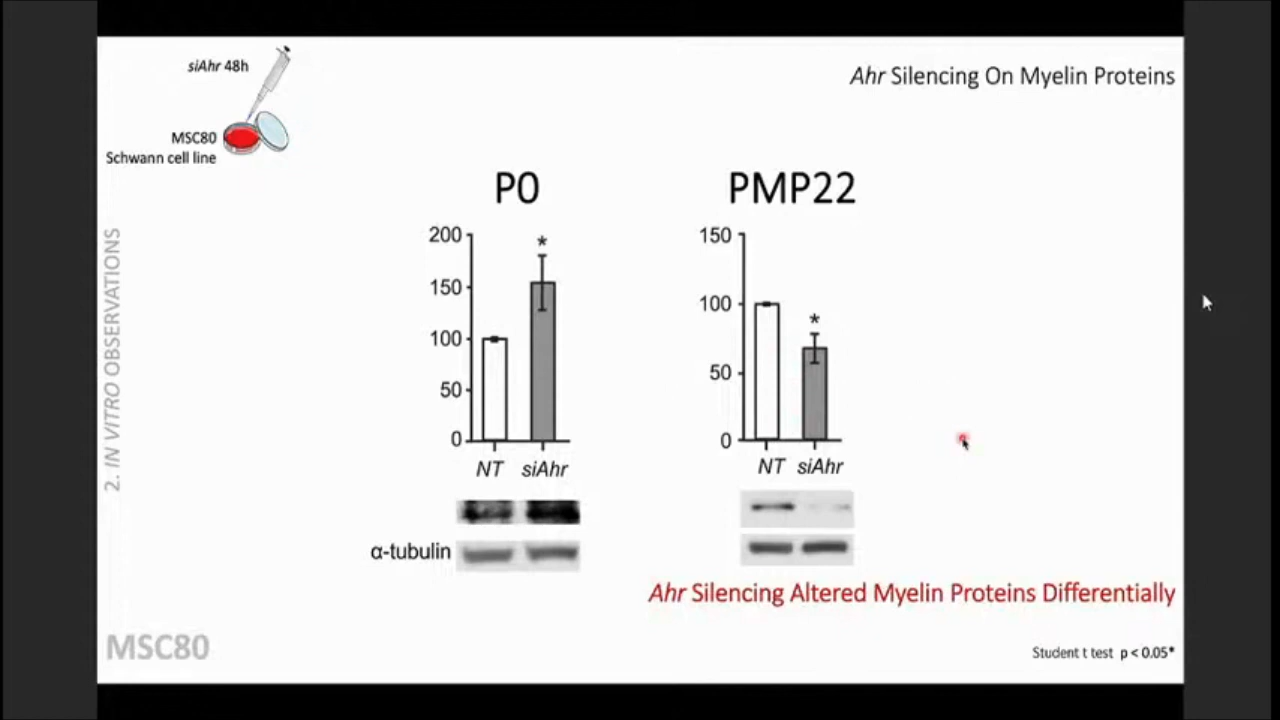 siAhr 48h
MSC80
Schwann cell line
Ahr Silencing On Myelin Proteins
2. IN VITRO OBSERVATIONS
P0
200
150
100
50
0
*
NT siAhr
α-tubulin
PMP22
150
100
50
0
*
NT siAhr
Ahr Silencing Altered Myelin Proteins Differentially
MSC80
Student t test p < 0.05*